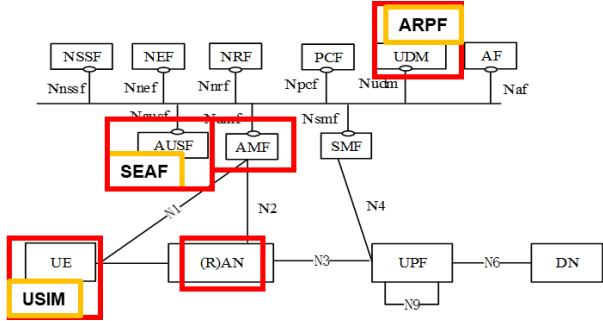 ARPF
NSSF NEF NRF PCF UDM AF
Nnssf Nnef Nnrf Npcf Nudm Naf
Nausf Namf Nsmf
AUSF AMF SMF
SEAF
N1 N2 N4
UE (R)AN N3 UPF N6 DN
USIM N9